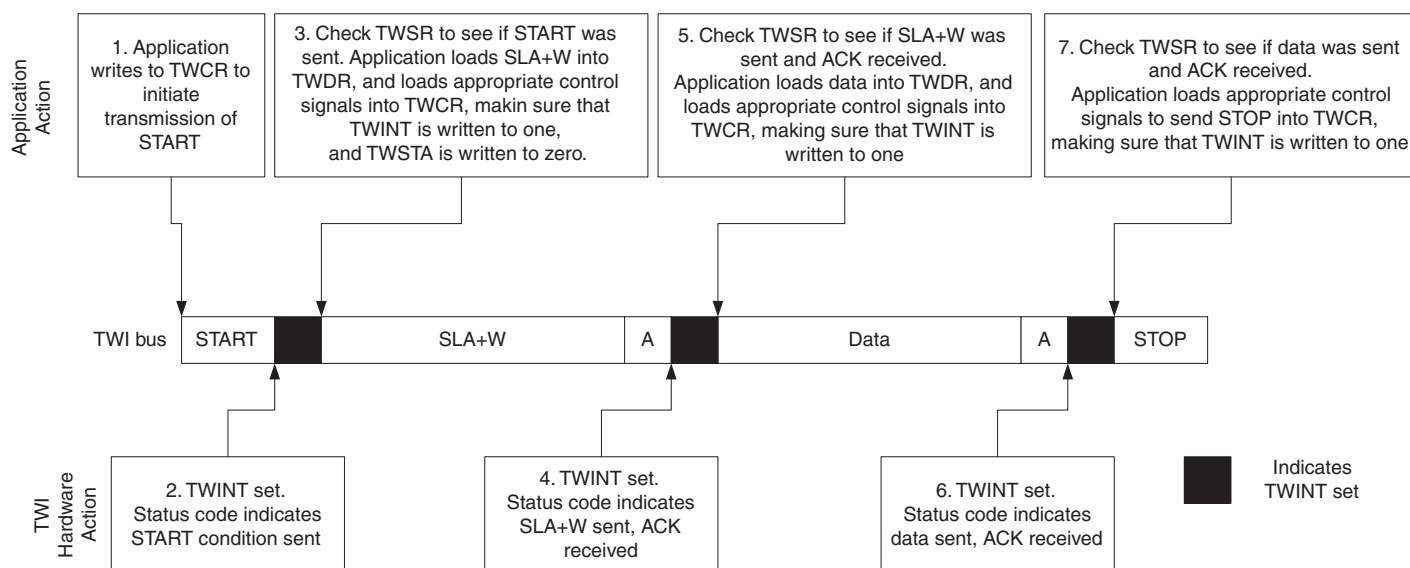 Application
Action
1. Application
writes to TWCR to
initiate
transmission of
START
3. Check TWSR to see if START was
sent. Application loads SLA+W into
TWDR, and loads appropriate control
signals into TWCR, makin sure that
TWINT is written to one,
and TWSTA is written to zero.
5. Check TWSR to see if SLA+W was
sent and ACK received.
Application loads data into TWDR, and
loads appropriate control signals into
TWCR, making sure that TWINT is
written to one
7. Check TWSR to see if data was sent
and ACK received.
Application loads appropriate control
signals to send STOP into TWCR,
making sure that TWINT is written to one
TWI bus
START
SLA+W
A
Data
A
STOP
TWI
Hardware
Action
2. TWINT set.
Status code indicates
START condition sent
4. TWINT set.
Status code indicates
SLA+W sent, ACK
received
6. TWINT set.
Status code indicates
data sent, ACK received
Indicates
TWINT set